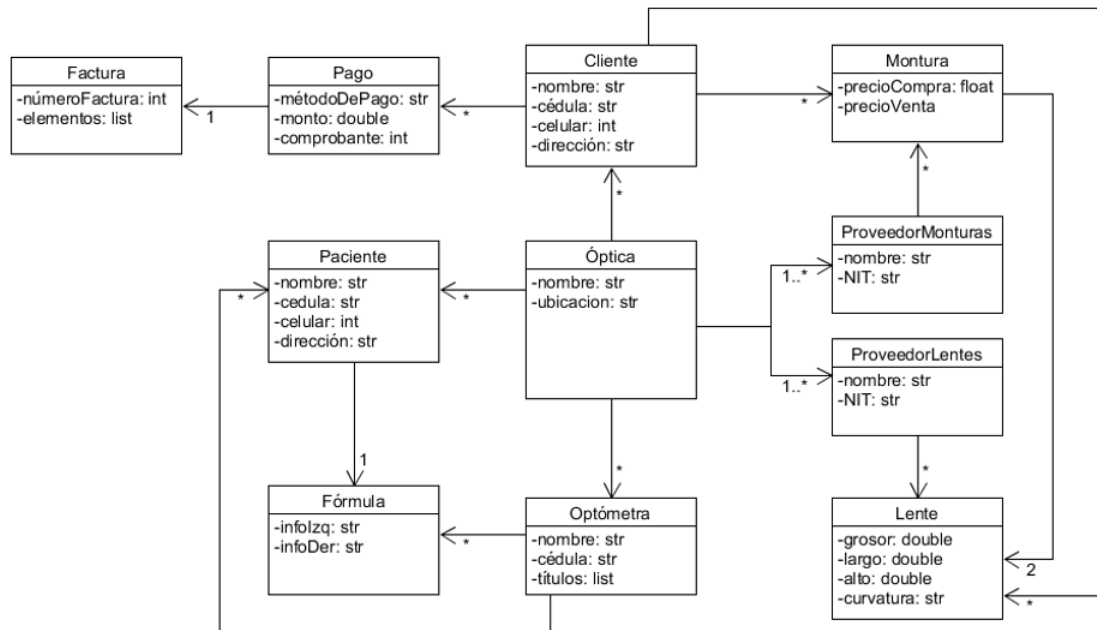 Factura
-númeroFactura: int
-elementos: list
1
Pago
-métodoDePago: str
-monto: double
-comprobante: int
*
Cliente
-nombre: str
-cédula: str
-celular: int
-dirección: str
*
Montura
-precioCompra: float
-precioVenta
*
*
Paciente
-nombre: str
-cedula: str
-celular: int
-dirección: str
*
*
Óptica
-nombre: str
-ubicacion: str
ProveedorMonturas
-nombre: str
-NIT: str
1..*
ProveedorLentes
-nombre: str
-NIT: str
1..*
1
Fórmula
-infoIzq: str
-infoDer: str
*
*
Optómetra
-nombre: str
-cédula: str
-títulos: list
*
Lente
-grosor: double
-largo: double
-alto: double
-curvatura: str
2
*